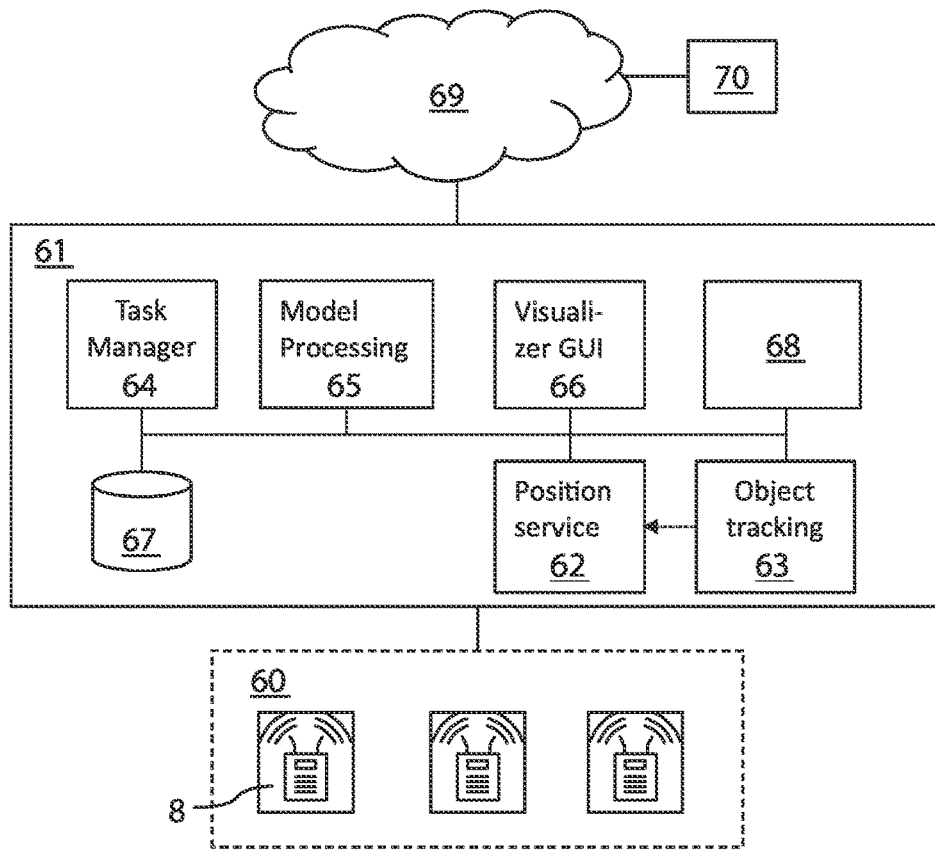 69
70
61
Task
Manager
64
Model
Processing
65
Visuali-
zer GUI
66
68
67
Position
service
62
Object
tracking
63
60
8